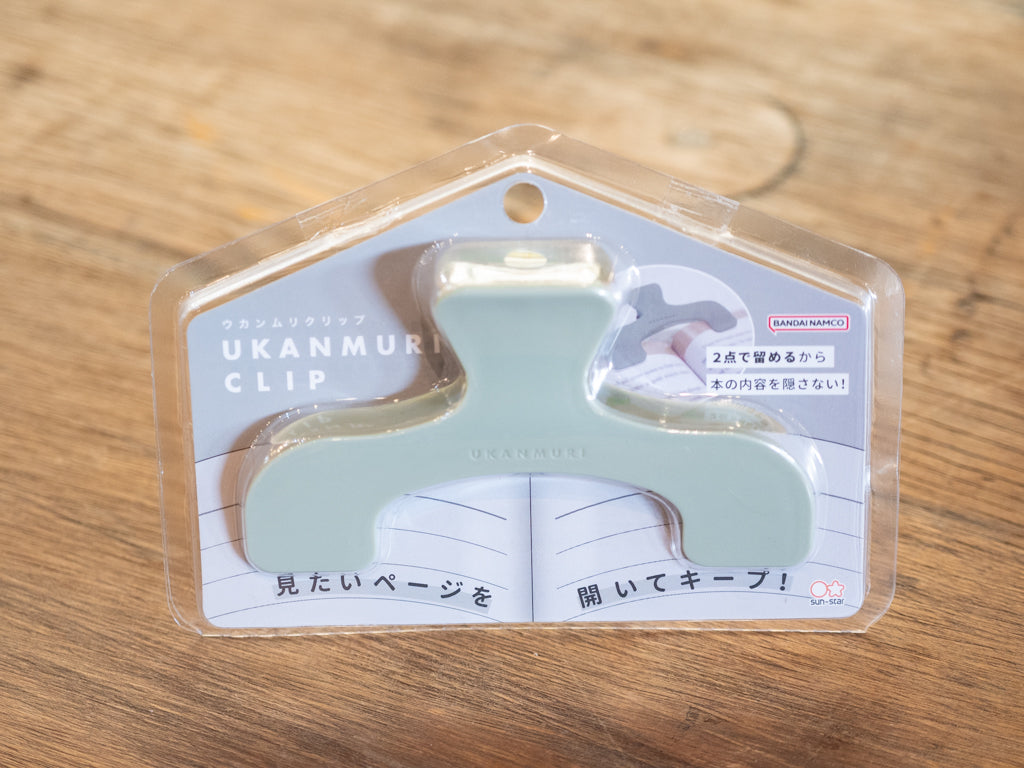 ウカンムリクリップ
UKANMURI
CLIP
BANDAI NAMCO
2点で留めるから
本の内容を隠さない!
UKANMURI
見たいページを
開いてキープ!
sun-star